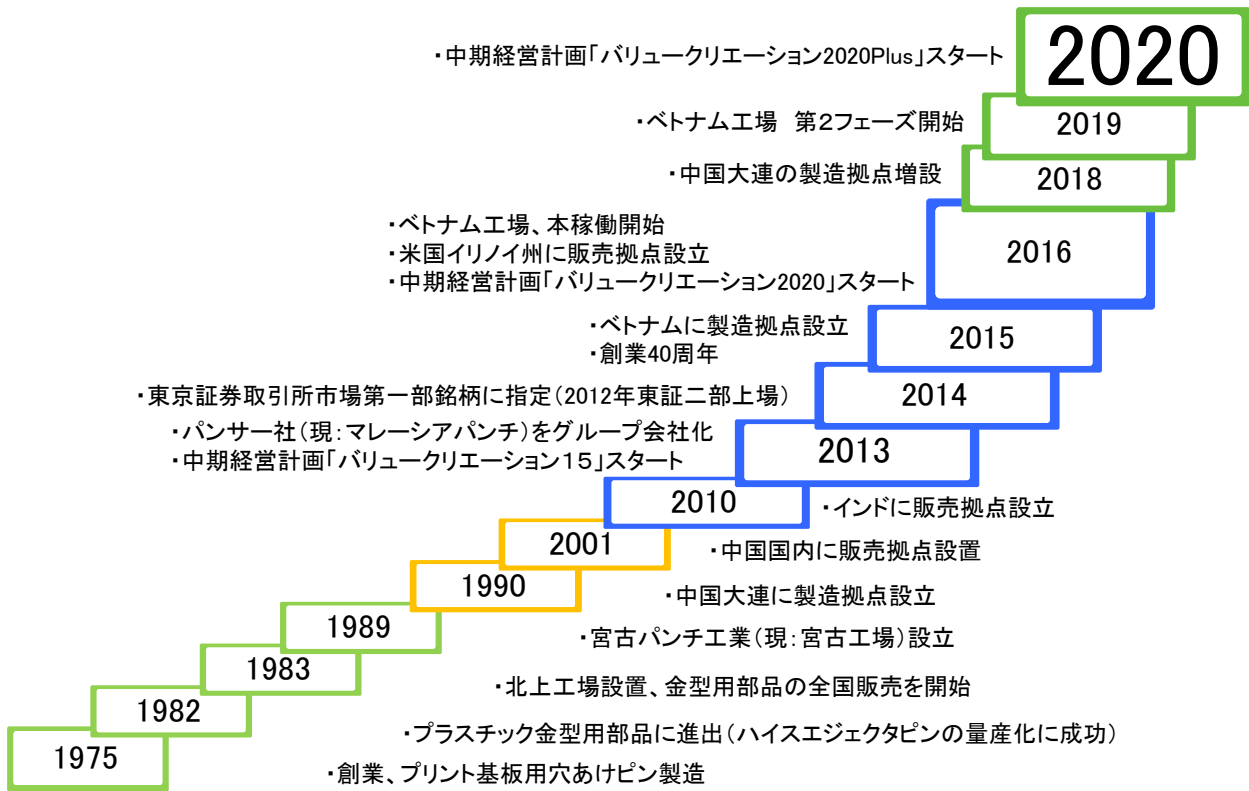 ・中期経営計画「バリュークリエーション2020Plus」スタート
2020
・ベトナム工場　第２フェーズ開始
2019
・中国大連の製造拠点増設
2018
・ベトナム工場、本稼働開始
・米国イリノイ州に販売拠点設立
・中期経営計画「バリュークリエーション2020」スタート
2016
・ベトナムに製造拠点設立
・創業40周年
2015
・東京証券取引所市場第一部銘柄に指定（2012年東証二部上場）
2014
・パンサー社（現：マレーシアパンチ）をグループ会社化
・中期経営計画「バリュークリエーション１５」スタート
2013
2010
・インドに販売拠点設立
2001
・中国国内に販売拠点設置
1990
・中国大連に製造拠点設立
1989
・宮古パンチ工業（現：宮古工場）設立
1983
・北上工場設置、金型用部品の全国販売を開始
1982
・プラスチック金型用部品に進出（ハイスエジェクタピンの量産化に成功）
1975
・創業、プリント基板用穴あけピン製造